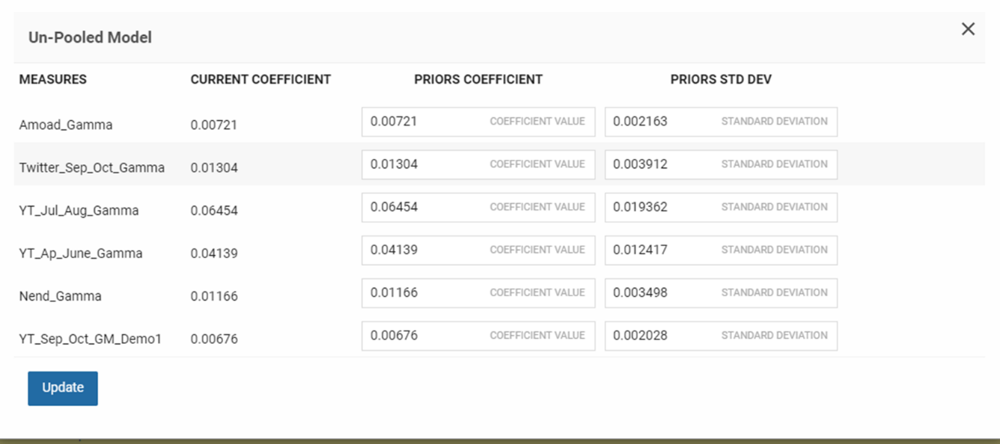 Un-Pooled Model
MEASURES CURRENT COEFFICIENT PRIORS COEFFICIENT PRIORS STD DEV
Amoad_Gamma 0.00721 0.00721 COEFFICIENT VALUE 0.002163 STANDARD DEVIATION
Twitter_Sep_Oct_Gamma 0.01304 0.01304 COEFFICIENT VALUE 0.003912 STANDARD DEVIATION
YT_Jul_Aug_Gamma 0.06454 0.06454 COEFFICIENT VALUE 0.019362 STANDARD DEVIATION
YT_Ap_June_Gamma 0.04139 0.04139 COEFFICIENT VALUE 0.012417 STANDARD DEVIATION
Nend_Gamma 0.01166 0.01166 COEFFICIENT VALUE 0.003498 STANDARD DEVIATION
YT_Sep_Oct_GM_Demo1 0.00676 0.00676 COEFFICIENT VALUE 0.002028 STANDARD DEVIATION
Update